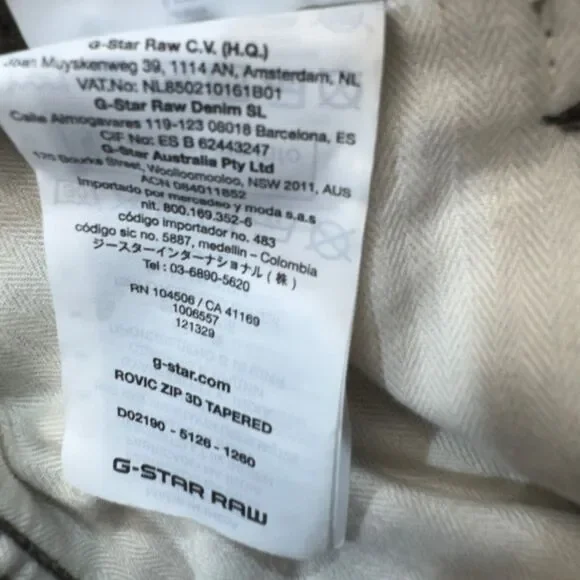 G-Star Raw C.V. (H.Q.)
Joan Muyskenweg 39, 1114 AN, Amsterdam, NL
VAT.No: NL850210161B01
G-Star Raw Denim SL
Calle Almogavares 119-123 08018 Barcelona, ES
CIF No: ES B 62443247
G-Star Australia Pty Ltd
170 Bourke Street, Woolloomooloo, NSW 2011, AUS
ACN 084011852
Importado por mercadeo y moda s.a.s
nit. 800.169.352-6
código importador no. 483
código sic no. 5887, medellin - Colombia
ジースターインターナショナル(株)
Tel : 03-6890-5620
RN 104506 / CA 41169
1006557
121329
g-star.com
ROVIC ZIP 3D TAPERED
D02190 - 5126 - 1260
G-STAR RAW